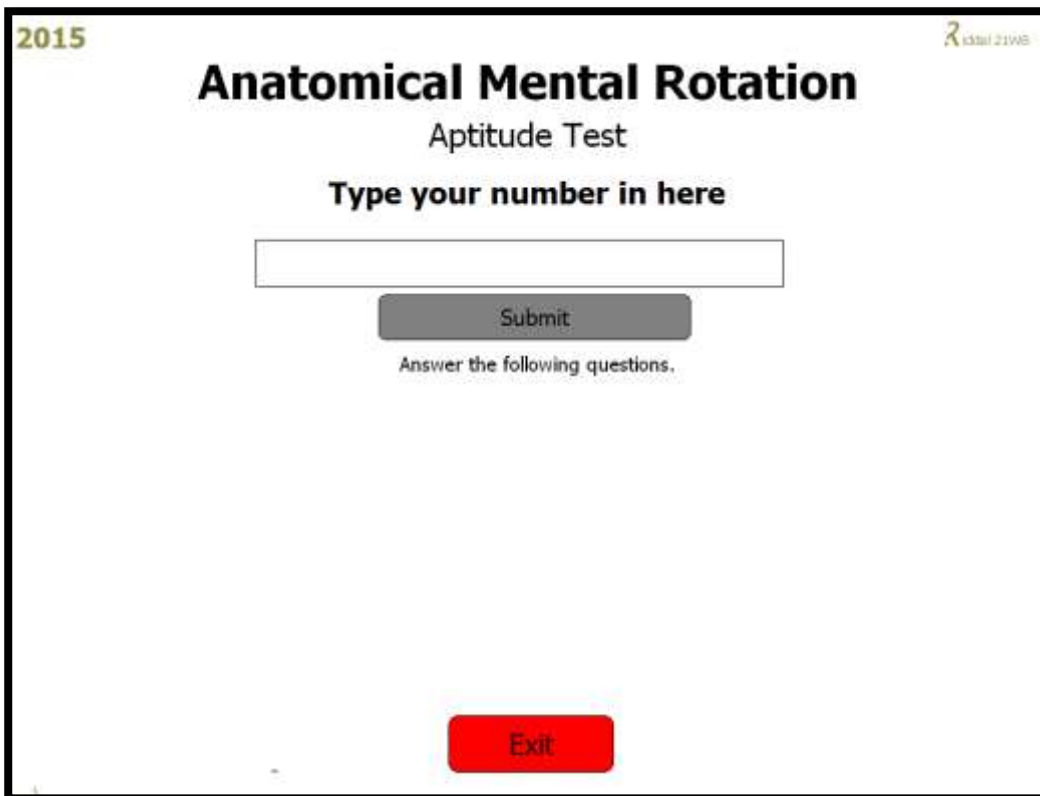 2015
Anatomical Mental Rotation
Aptitude Test
Type your number in here
Submit
Answer the following questions.
Exit